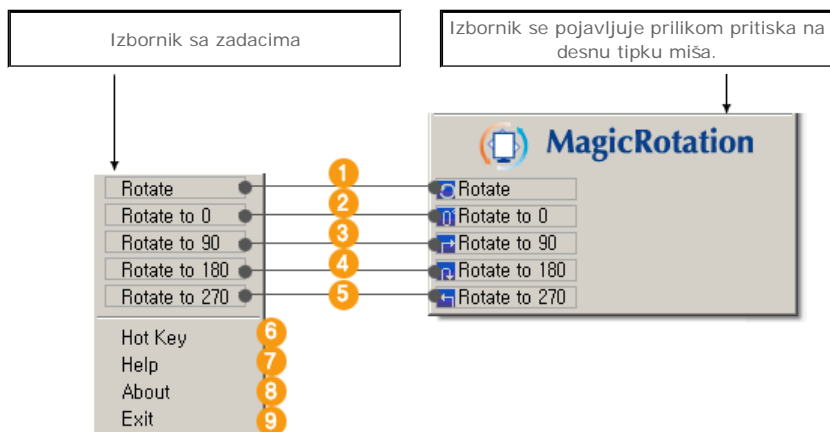 Izbornik sa zadacima
Izbornik se pojavljuje prilikom pritiska na
desnu tipku miša.
MagicRotation
Rotate
1
Rotate
Rotate to 0
2
Rotate to 0
Rotate to 90
3
Rotate to 90
Rotate to 180
4
Rotate to 180
Rotate to 270
5
Rotate to 270
Hot Key
6
Help
7
About
8
Exit
9